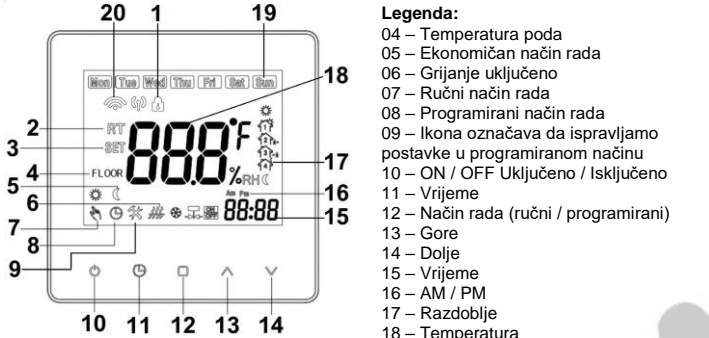 20 1 19
Mon Tue Wed Thu Fri Sat Sun
18
2 R/T
3 SET
888 °F
1
2
3
4
17
4 FLOOR
% RH
5
Am Pm 16
6
88:88 15
7
8
9
10 11 12 13 14
Legenda:
04 – Temperatura poda
05 – Ekonomičan način rada
06 – Grijanje uključeno
07 – Ručni način rada
08 – Programirani način rada
09 – Ikona označava da ispravljamo
postavke u programiranom načinu
10 – ON / OFF Uključeno / Isključeno
11 – Vrijeme
12 – Način rada (ručni / programirani)
13 – Gore
14 – Dolje
15 – Vrijeme
16 – AM / PM
17 – Razdoblje
18 – Temperatura